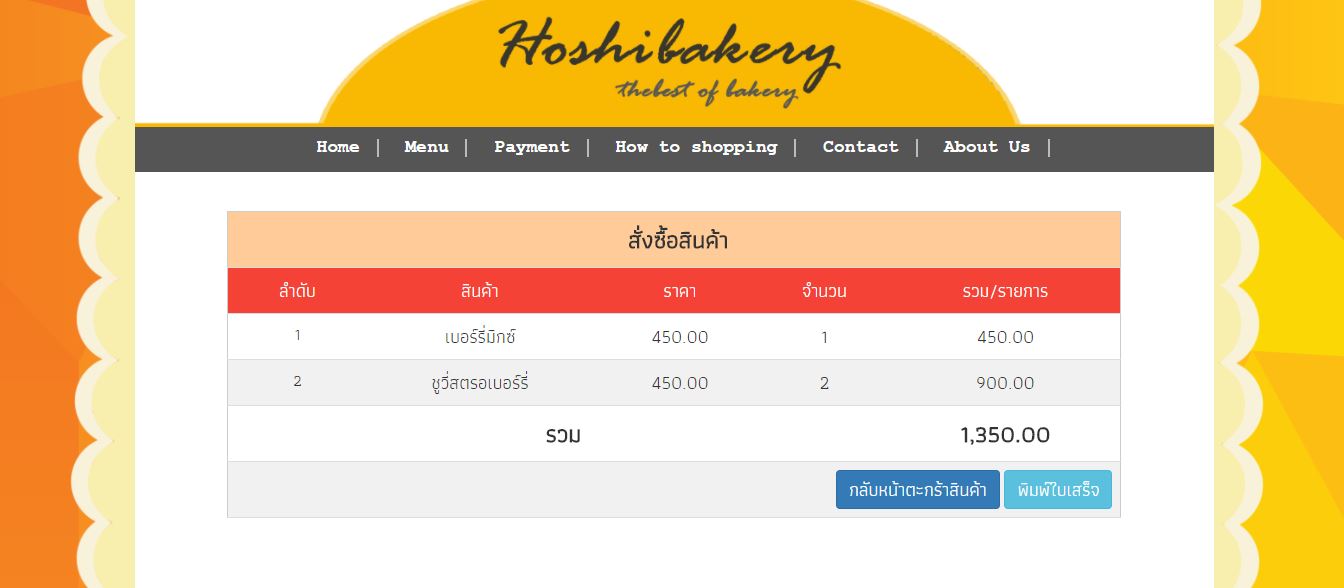 Hoshibakery
thebest of bakery
Home | Menu | Payment | How to shopping | Contact | About Us |
สั่งซื้อสินค้า
ลำดับ สินค้า ราคา จำนวน รวม/รายการ
1 เบอร์รี่มิกซ์ 450.00 1 450.00
2 ชูวี่สตรอเบอร์รี่ 450.00 2 900.00
รวม 1,350.00
กลับหน้าตะกร้าสินค้า พิมพ์ใบเสร็จ